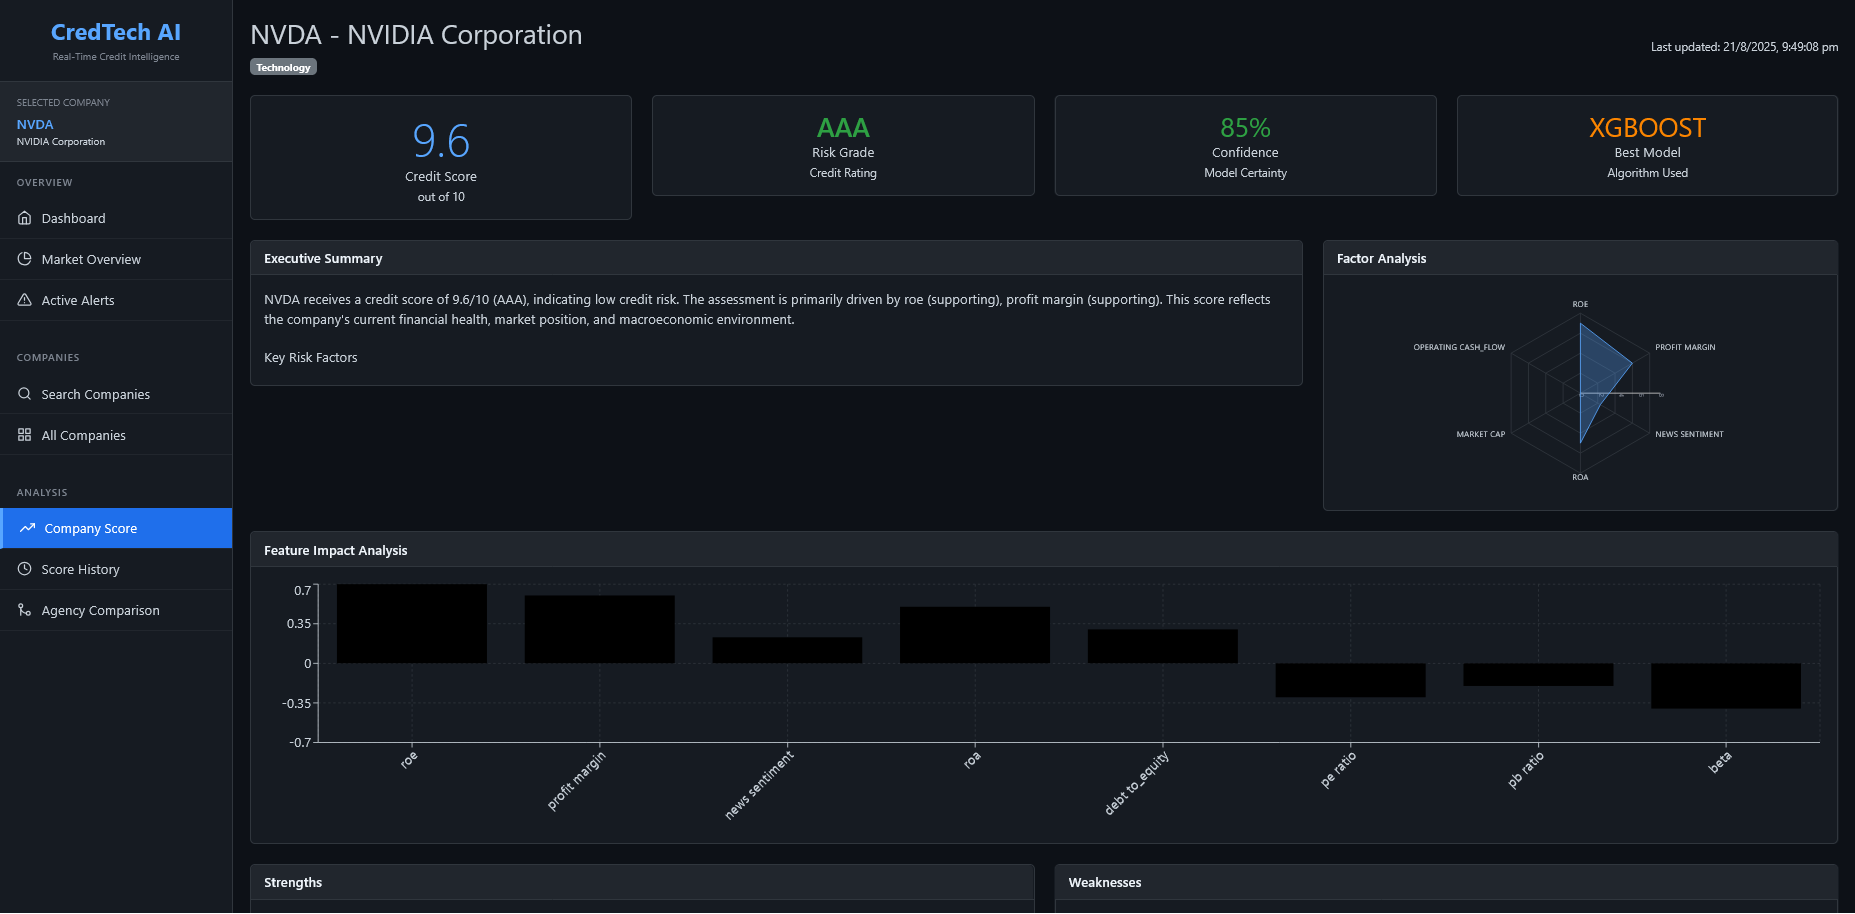 CredTech AI
Real-Time Credit Intelligence
SELECTED COMPANY
NVDA
NVIDIA Corporation
OVERVIEW
Dashboard
Market Overview
Active Alerts
COMPANIES
Search Companies
All Companies
ANALYSIS
Company Score
Score History
Agency Comparison
NVDA - NVIDIA Corporation
Technology
Last updated: 21/8/2025, 9:49:08 pm
9.6
Credit Score
out of 10
AAA
Risk Grade
Credit Rating
85%
Confidence
Model Certainty
XGBOOST
Best Model
Algorithm Used
Executive Summary
NVDA receives a credit score of 9.6/10 (AAA), indicating low credit risk. The assessment is primarily driven by roe (supporting), profit margin (supporting). This score reflects
the company's current financial health, market position, and macroeconomic environment.
Key Risk Factors
Factor Analysis
ROE
OPERATING CASH_FLOW
PROFIT MARGIN
MARKET CAP
NEWS SENTIMENT
ROA
Feature Impact Analysis
0.7
0.35
0
-0.35
-0.7
roe
profit margin
news sentiment
roa
debt to_equity
pe ratio
pb ratio
beta
Strengths
Weaknesses